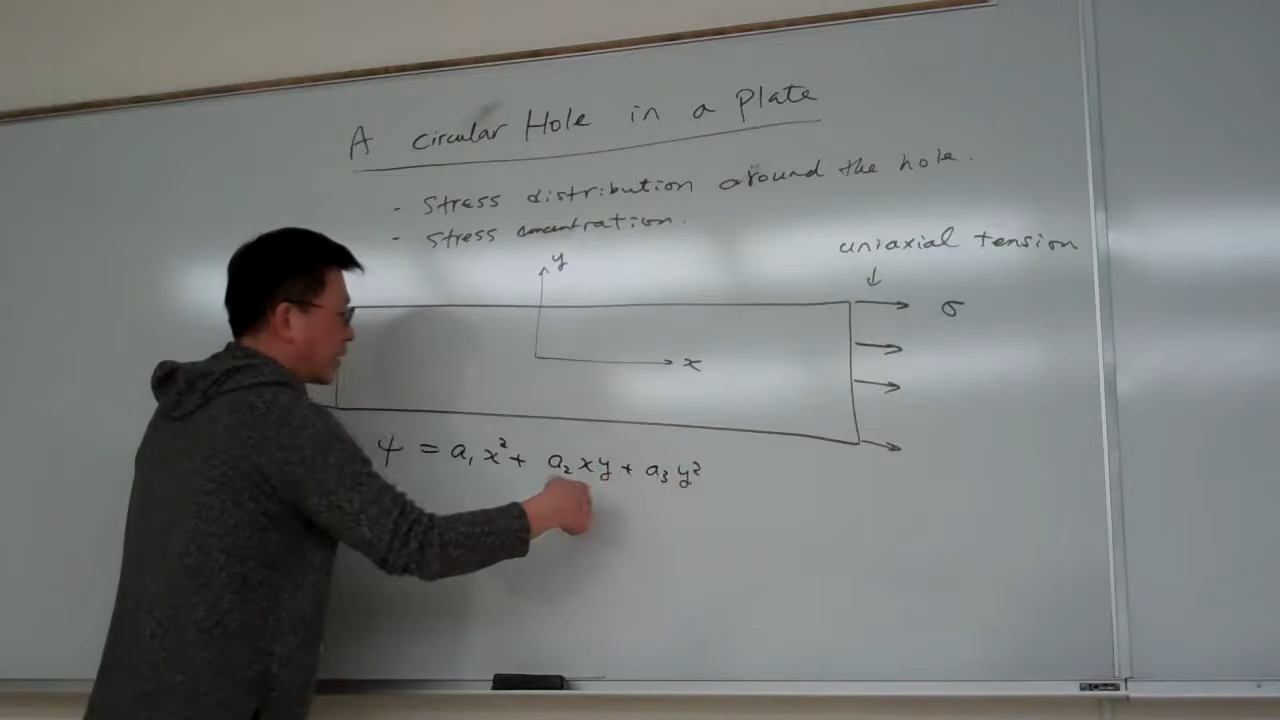 A circular Hole in a Plate
- Stress distribution around the hole.
- Stress concentration.
uniaxial tension
↓
y
σ
x
ψ = a₁x² + a₂xy + a₃y²